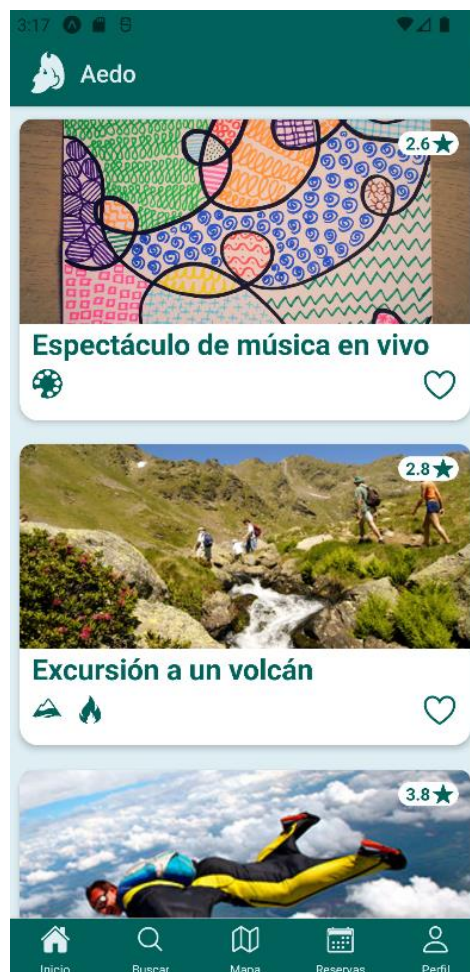 3:17
Aedo
2.6
Espectáculo de música en vivo
2.8
Excursión a un volcán
3.8
Inicio
Buscar
Mapa
Reservas
Perfil